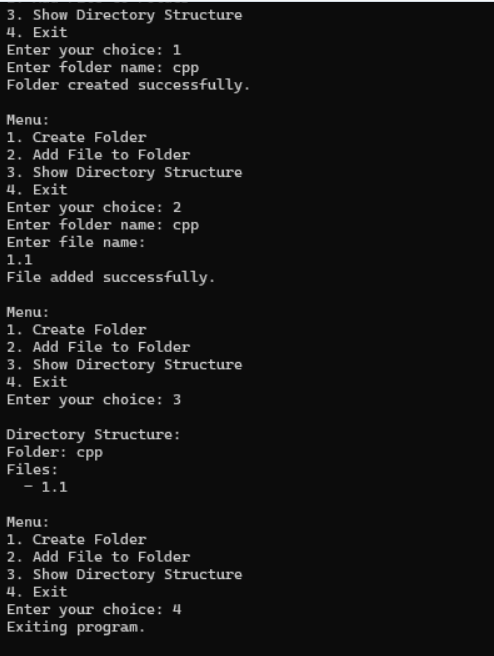 3. Show Directory Structure
4. Exit
Enter your choice: 1
Enter folder name: cpp
Folder created successfully.

Menu:
1. Create Folder
2. Add File to Folder
3. Show Directory Structure
4. Exit
Enter your choice: 2
Enter folder name: cpp
Enter file name:
1.1
File added successfully.

Menu:
1. Create Folder
2. Add File to Folder
3. Show Directory Structure
4. Exit
Enter your choice: 3

Directory Structure:
Folder: cpp
Files:
  - 1.1

Menu:
1. Create Folder
2. Add File to Folder
3. Show Directory Structure
4. Exit
Enter your choice: 4
Exiting program.